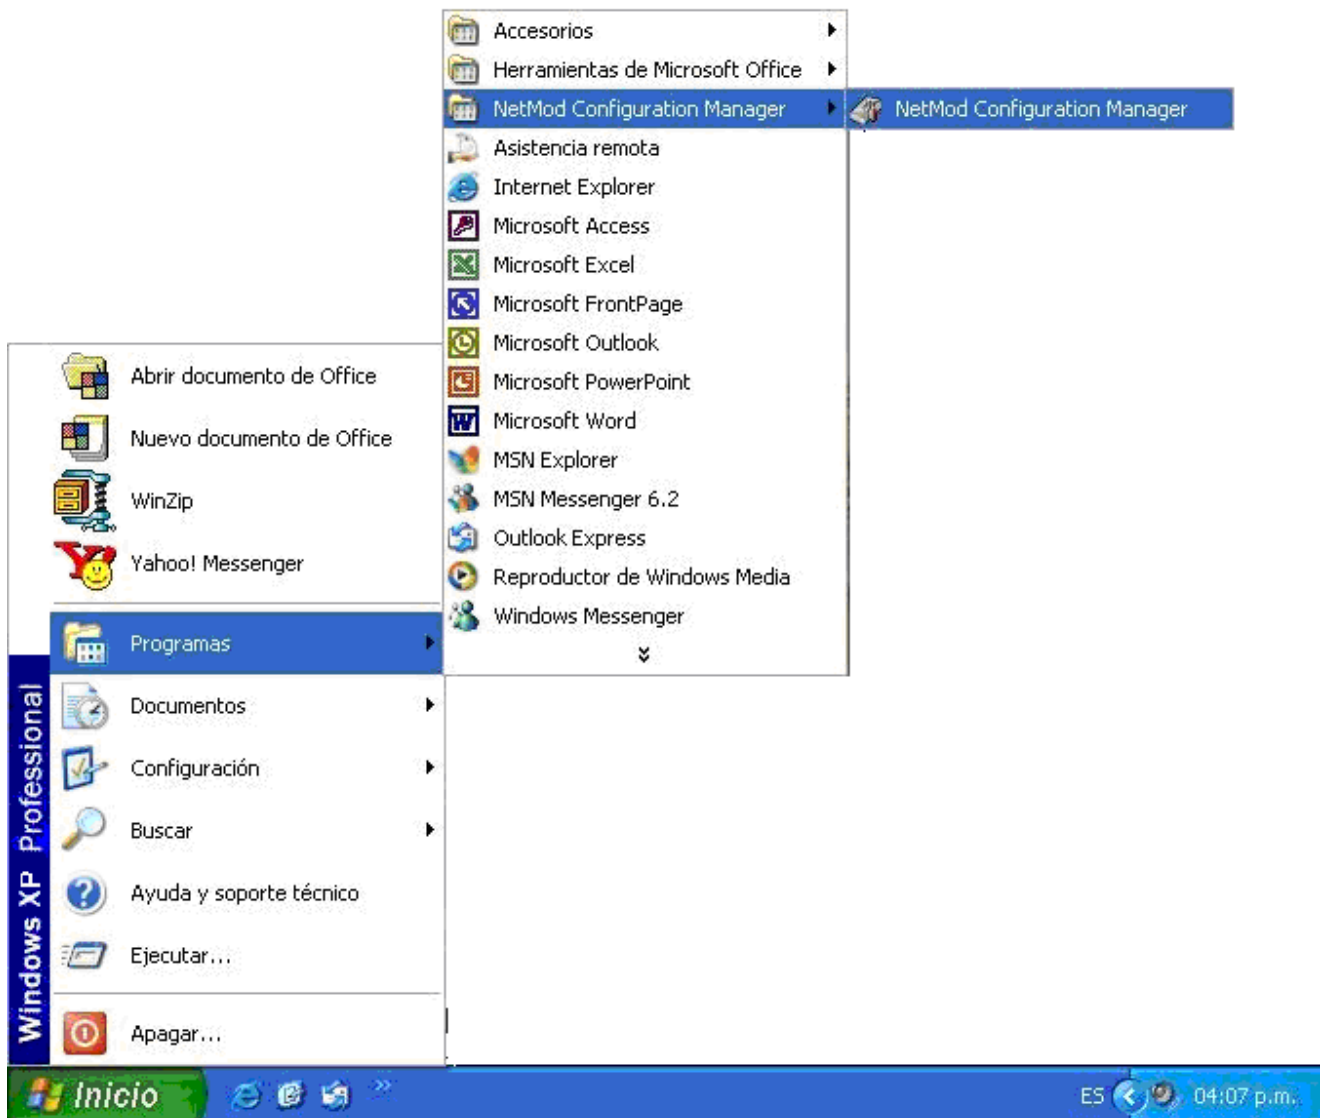 Accesorios
Herramientas de Microsoft Office
NetMod Configuration Manager
NetMod Configuration Manager
Asistencia remota
Internet Explorer
Microsoft Access
Microsoft Excel
Microsoft FrontPage
Microsoft Outlook
Microsoft PowerPoint
Microsoft Word
MSN Explorer
MSN Messenger 6.2
Outlook Express
Reproductor de Windows Media
Windows Messenger
Abrir documento de Office
Nuevo documento de Office
WinZip
Yahoo! Messenger
Programas
Documentos
Configuración
Buscar
Ayuda y soporte técnico
Ejecutar...
Apagar...
Windows XP Professional
Inicio
ES
04:07 p.m.